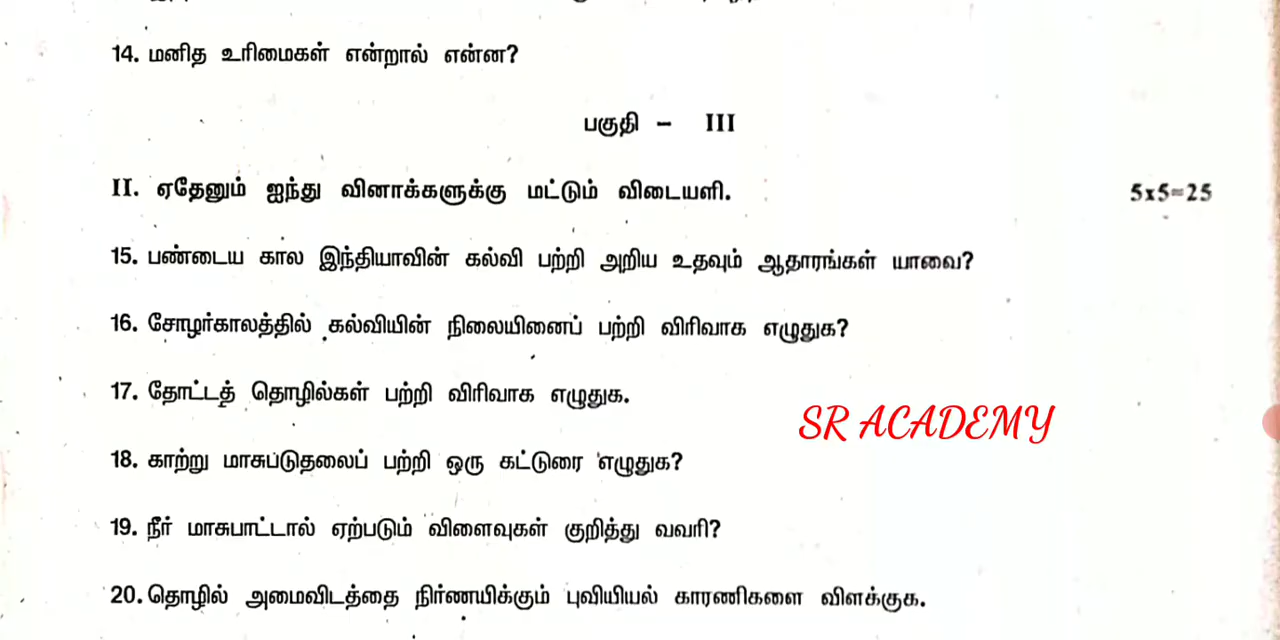 14. மனித உரிமைகள் என்றால் என்ன?
பகுதி – III
II. ஏதேனும் ஐந்து வினாக்களுக்கு மட்டும் விடையளி. 5x5=25
15. பண்டைய கால இந்தியாவின் கல்வி பற்றி அறிய உதவும் ஆதாரங்கள் யாவை?
16. சோழர்காலத்தில் கல்வியின் நிலையினைப் பற்றி விரிவாக எழுதுக?
17. தோட்டத் தொழில்கள் பற்றி விரிவாக எழுதுக.
SR ACADEMY
18. காற்று மாசுபடுதலைப் பற்றி ஒரு கட்டுரை எழுதுக?
19. நீர் மாசுபாட்டால் ஏற்படும் விளைவுகள் குறித்து வவரி?
20. தொழில் அமைவிடத்தை நிர்ணயிக்கும் புவியியல் காரணிகளை விளக்குக.